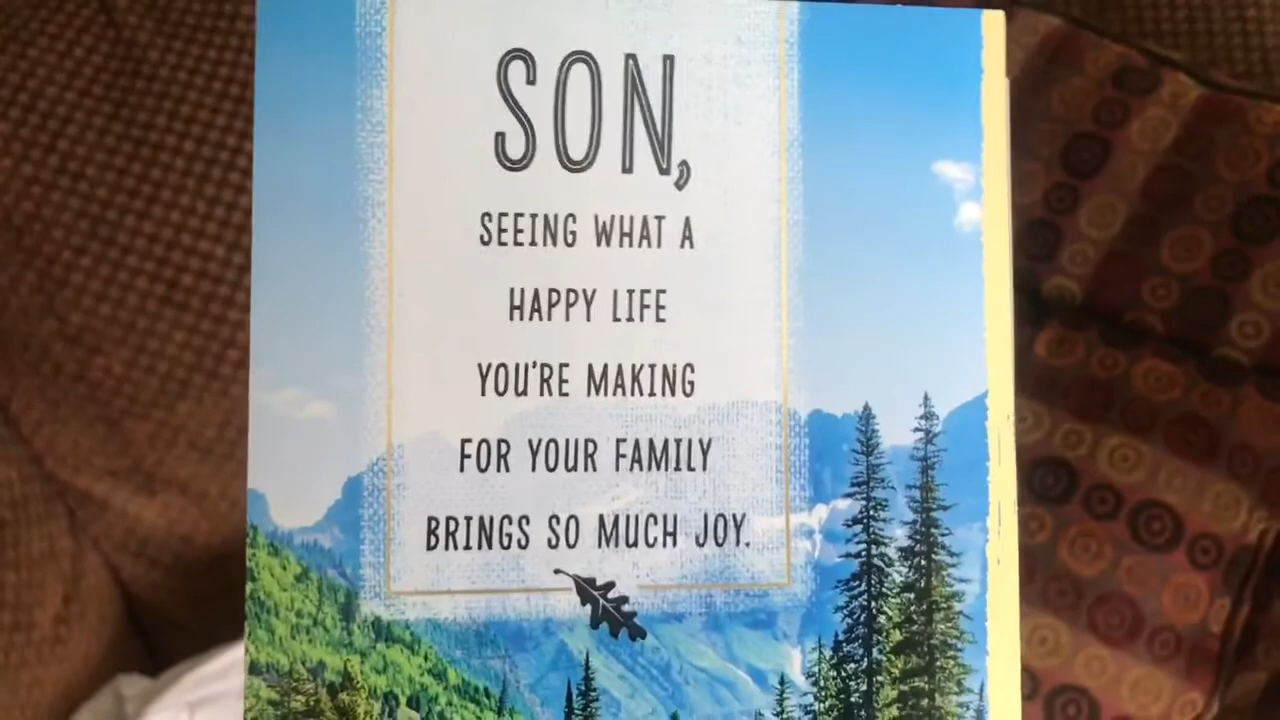 SON,
SEEING WHAT A
HAPPY LIFE
YOU'RE MAKING
FOR YOUR FAMILY
BRINGS SO MUCH JOY.